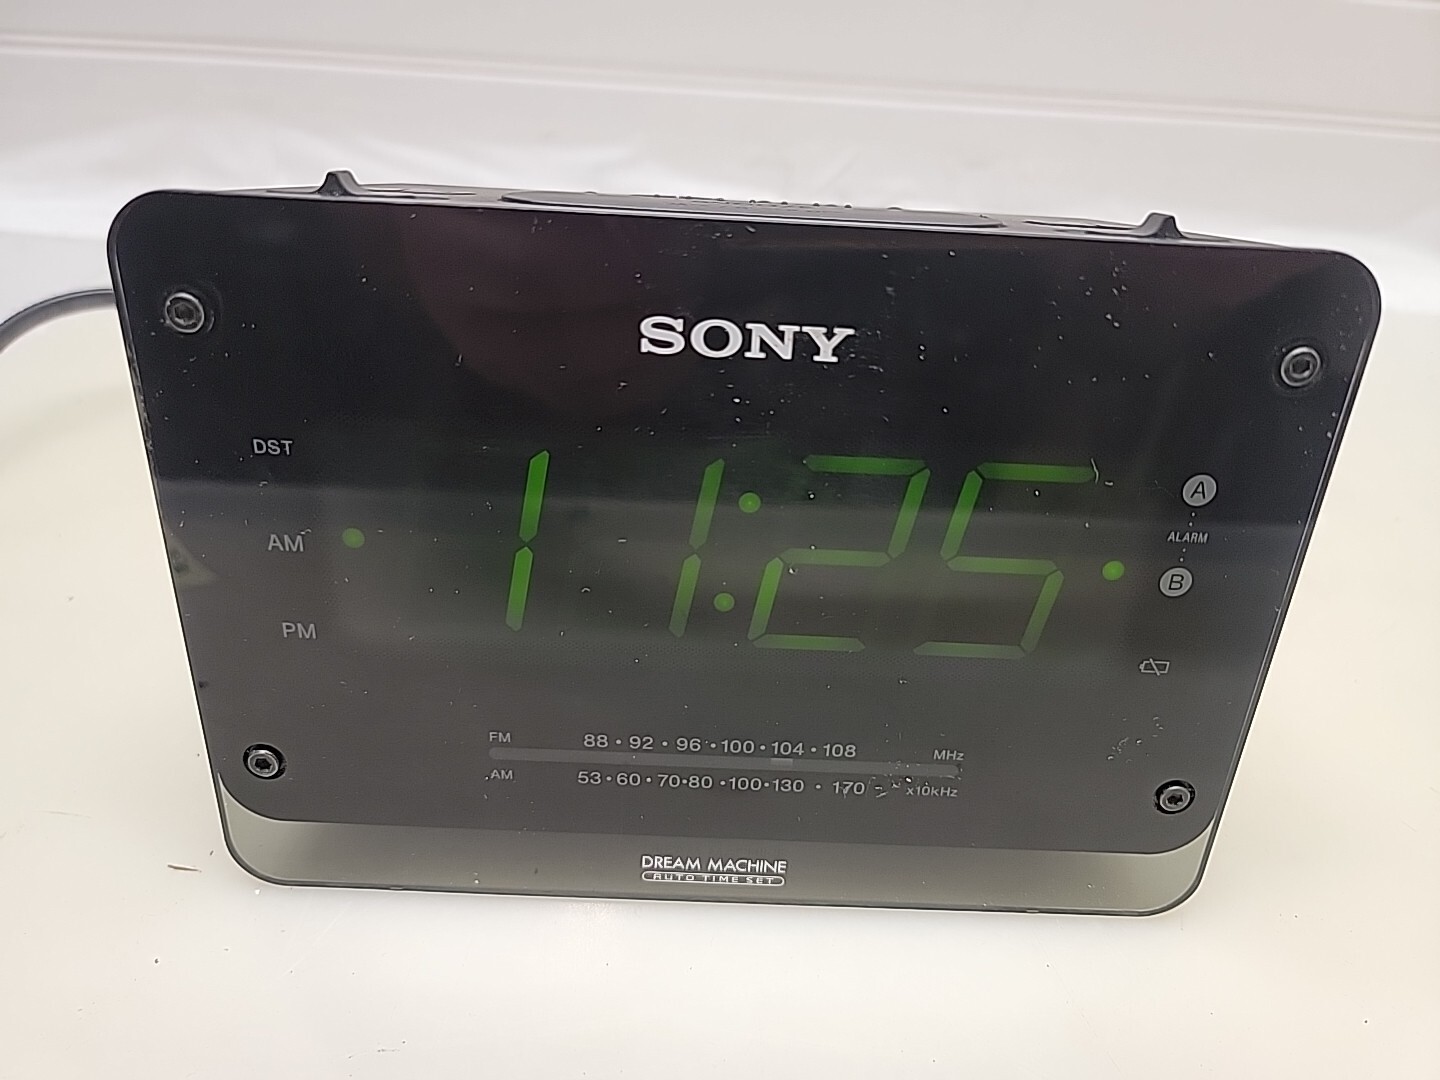 SONY
DST
AM
PM
11:25
A
ALARM
B
FM 88 • 92 • 96 • 100 • 104 • 108 MHz
AM 53 • 60 • 70 • 80 • 100 • 130 • 170 x10kHz
DREAM MACHINE
AUTO TIME SET